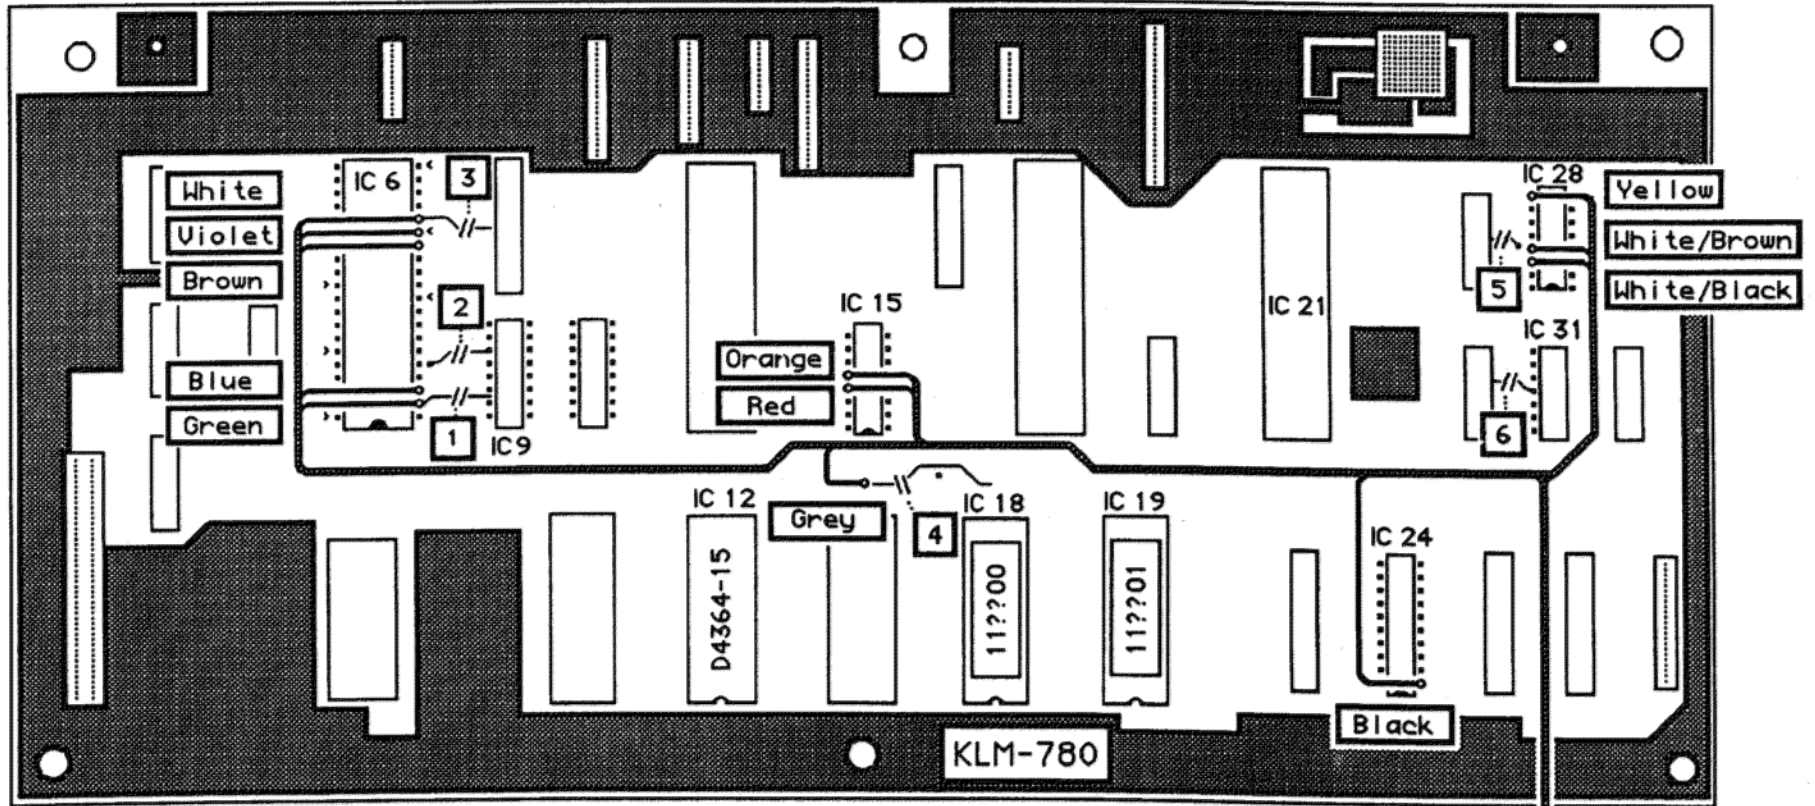 IC 6
3
IC 28
White
Yellow
Violet
White/Brown
Brown
5
White/Black
2
IC 15
IC 21
IC 31
Orange
Blue
Red
Green
1
IC9
6
IC 12
Grey
4
IC 18
IC 19
IC 24
D4364-15
11??00
11??01
Black
KLM-780